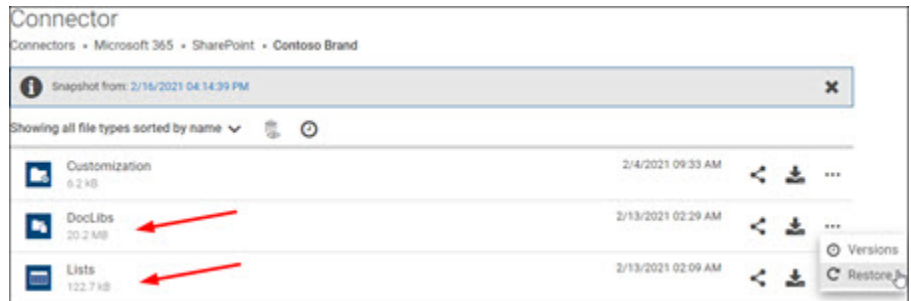 Connector
Connectors • Microsoft 365 • SharePoint • Contoso Brand
Snapshot from: 2/16/2021 04:14:39 PM
Showing all file types sorted by name
Customization 2/4/2021 09:33 AM
6.2 kB
DocLibs 2/13/2021 02:29 AM
20.2 MB
Versions
Lists 2/13/2021 02:09 AM
Restore
122.7 kB